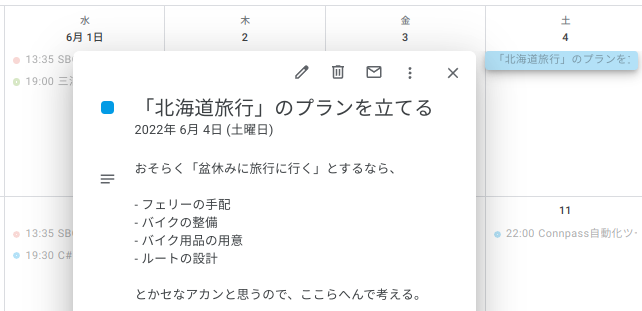 水
木
金
土
6月 1日
2
3
4
13:35 SB
「北海道旅行」のプランを
19:00 三
「北海道旅行」のプランを立てる
2022年 6月 4日 (土曜日)
おそらく「盆休みに旅行に行く」とするなら、
- フェリーの手配
- バイクの整備
- バイク用品の用意
- ルートの設計
とかせなアカンと思うので、ここらへんで考える。
11
13:35 SB
22:00 Connpass自動化ツ
19:30 C#